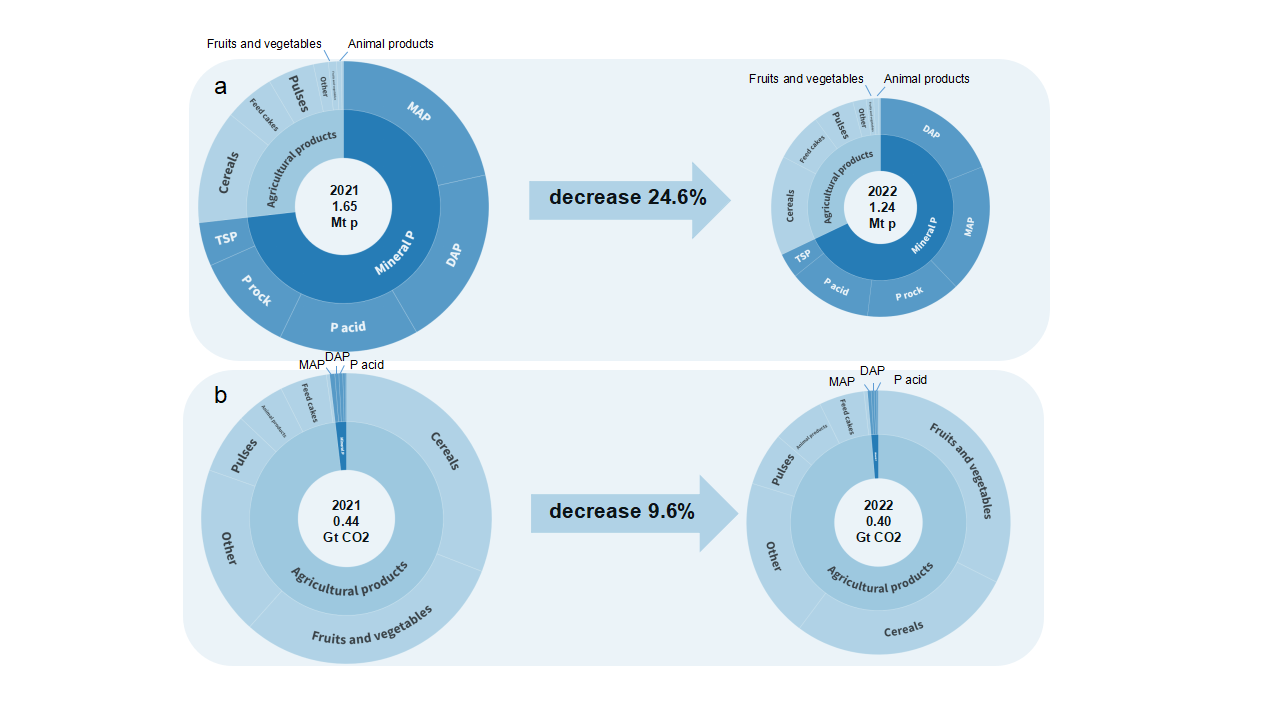 Fruits and vegetables
Animal products
a
MAP
DAP
P acid
P rock
TSP
Cereals
Feed cakes
Pulses
Other
Agricultural products
Mineral P
2021
1.65
Mt p
decrease 24.6%
Fruits and vegetables
Animal products
DAP
MAP
P rock
P acid
TSP
Cereals
Feed cakes
Pulses
Other
Agricultural products
Mineral P
2022
1.24
Mt p
b
MAP
DAP
P acid
Cereals
Fruits and vegetables
Other
Pulses
Animal products
Feed cakes
Agricultural products
Mineral P
2021
0.44
Gt CO2
decrease 9.6%
MAP
DAP
P acid
Fruits and vegetables
Cereals
Other
Pulses
Animal products
Feed cakes
Agricultural products
2022
0.40
Gt CO2